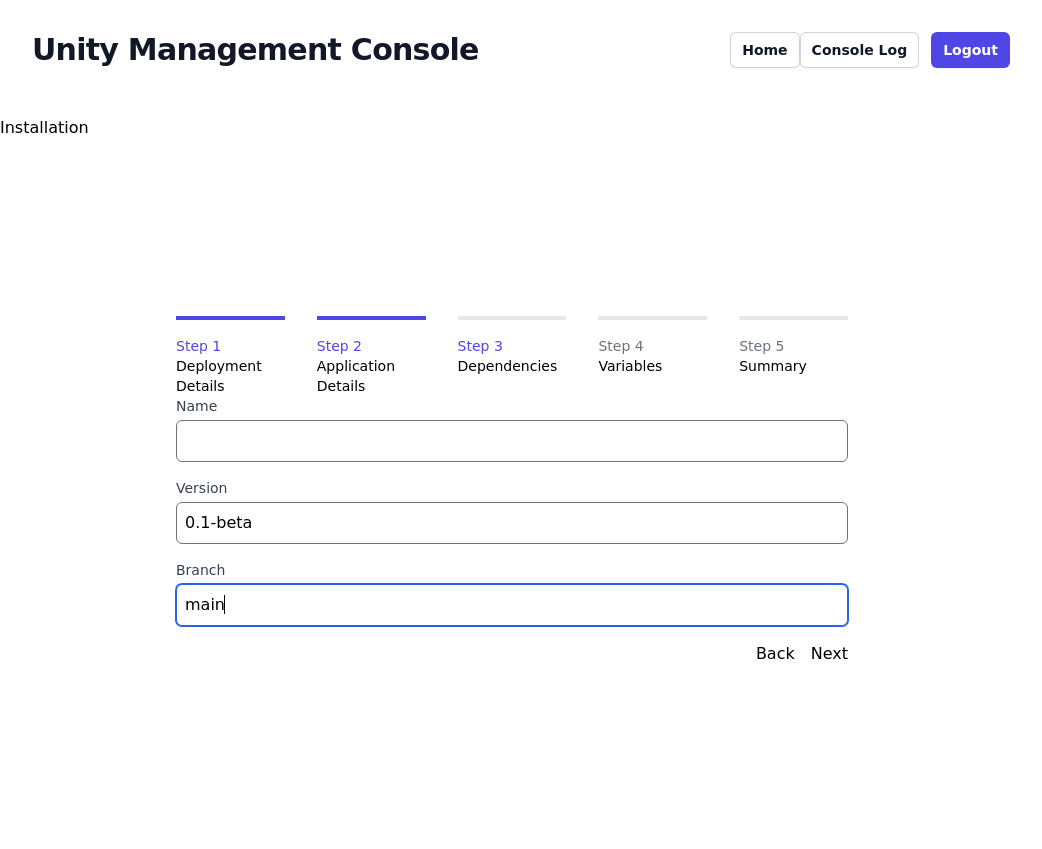 Unity Management Console
Home
Console Log
Logout
Installation
Step 1
Deployment
Details
Step 2
Application
Details
Step 3
Dependencies
Step 4
Variables
Step 5
Summary
Name
Version
0.1-beta
Branch
main
Back
Next